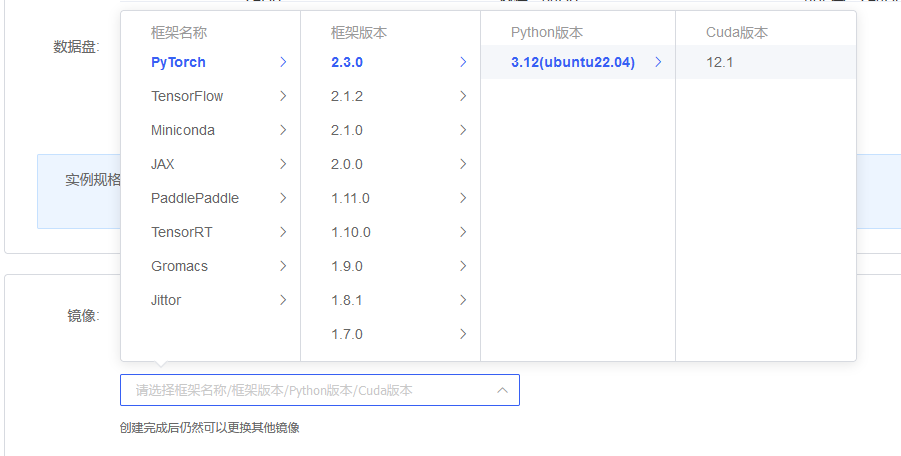 数据盘:
实例规格
镜像:
框架名称
PyTorch
TensorFlow
Miniconda
JAX
PaddlePaddle
TensorRT
Gromacs
Jittor
框架版本
2.3.0
2.1.2
2.1.0
2.0.0
1.11.0
1.10.0
1.9.0
1.8.1
1.7.0
Python版本
3.12(ubuntu22.04)
Cuda版本
12.1
请选择框架名称/框架版本/Python版本/Cuda版本
创建完成后仍然可以更换其他镜像